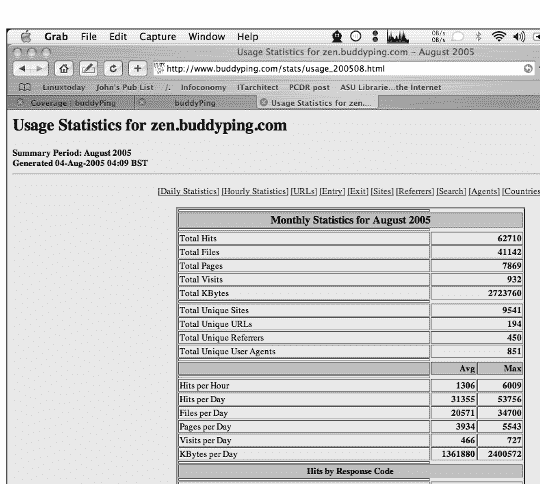 Grab File Edit Capture Window Help
Usage Statistics for zen.buddyping.com – August 2005
http://www.buddyping.com/stats/usage_200508.html
Linuxtoday John's Pub List /. Infoconomy ITarchitect PCDR post ASU Librarie...the Internet
Coverage | buddyPing buddyPing Usage Statistics for zen....
Usage Statistics for zen.buddyping.com
Summary Period: August 2005
Generated 04-Aug-2005 04:09 BST
[Daily Statistics] [Hourly Statistics] [URLs] [Entry] [Exit] [Sites] [Referrers] [Search] [Agents] [Countries
Monthly Statistics for August 2005
Total Hits 62710
Total Files 41142
Total Pages 7869
Total Visits 932
Total KBytes 2723760
Total Unique Sites 9541
Total Unique URLs 194
Total Unique Referrers 450
Total Unique User Agents 851
Avg Max
Hits per Hour 1306 6009
Hits per Day 31355 53756
Files per Day 20571 34700
Pages per Day 3934 5543
Visits per Day 466 727
KBytes per Day 1361880 2400572
Hits by Response Code